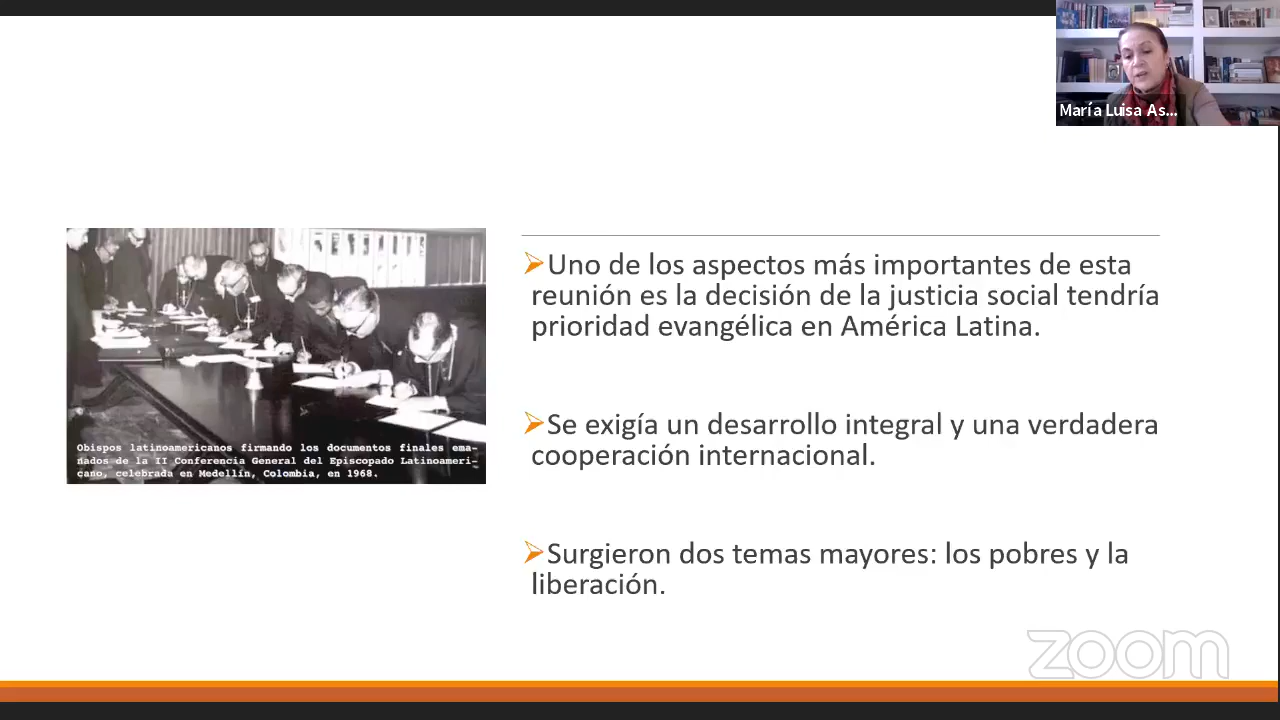 María Luisa As...
Uno de los aspectos más importantes de esta
reunión es la decisión de la justicia social tendría
prioridad evangélica en América Latina.
Se exigía un desarrollo integral y una verdadera
cooperación internacional.
Surgieron dos temas mayores: los pobres y la
liberación.
Obispos latinoamericanos firmando los documentos finales ema-
nados de la II Conferencia General del Episcopado Latinoameri-
cano, celebrada en Medellín, Colombia, en 1968.
zoom